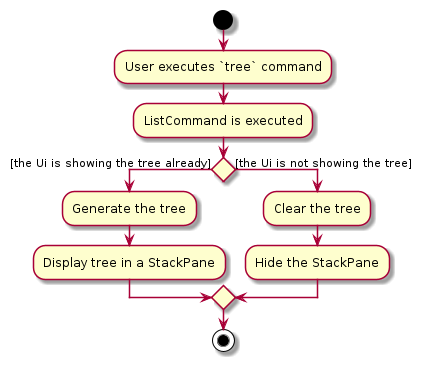 User executes `tree` command
ListCommand is executed
[the Ui is showing the tree already]
[the Ui is not showing the tree]
Generate the tree
Clear the tree
Display tree in a StackPane
Hide the StackPane